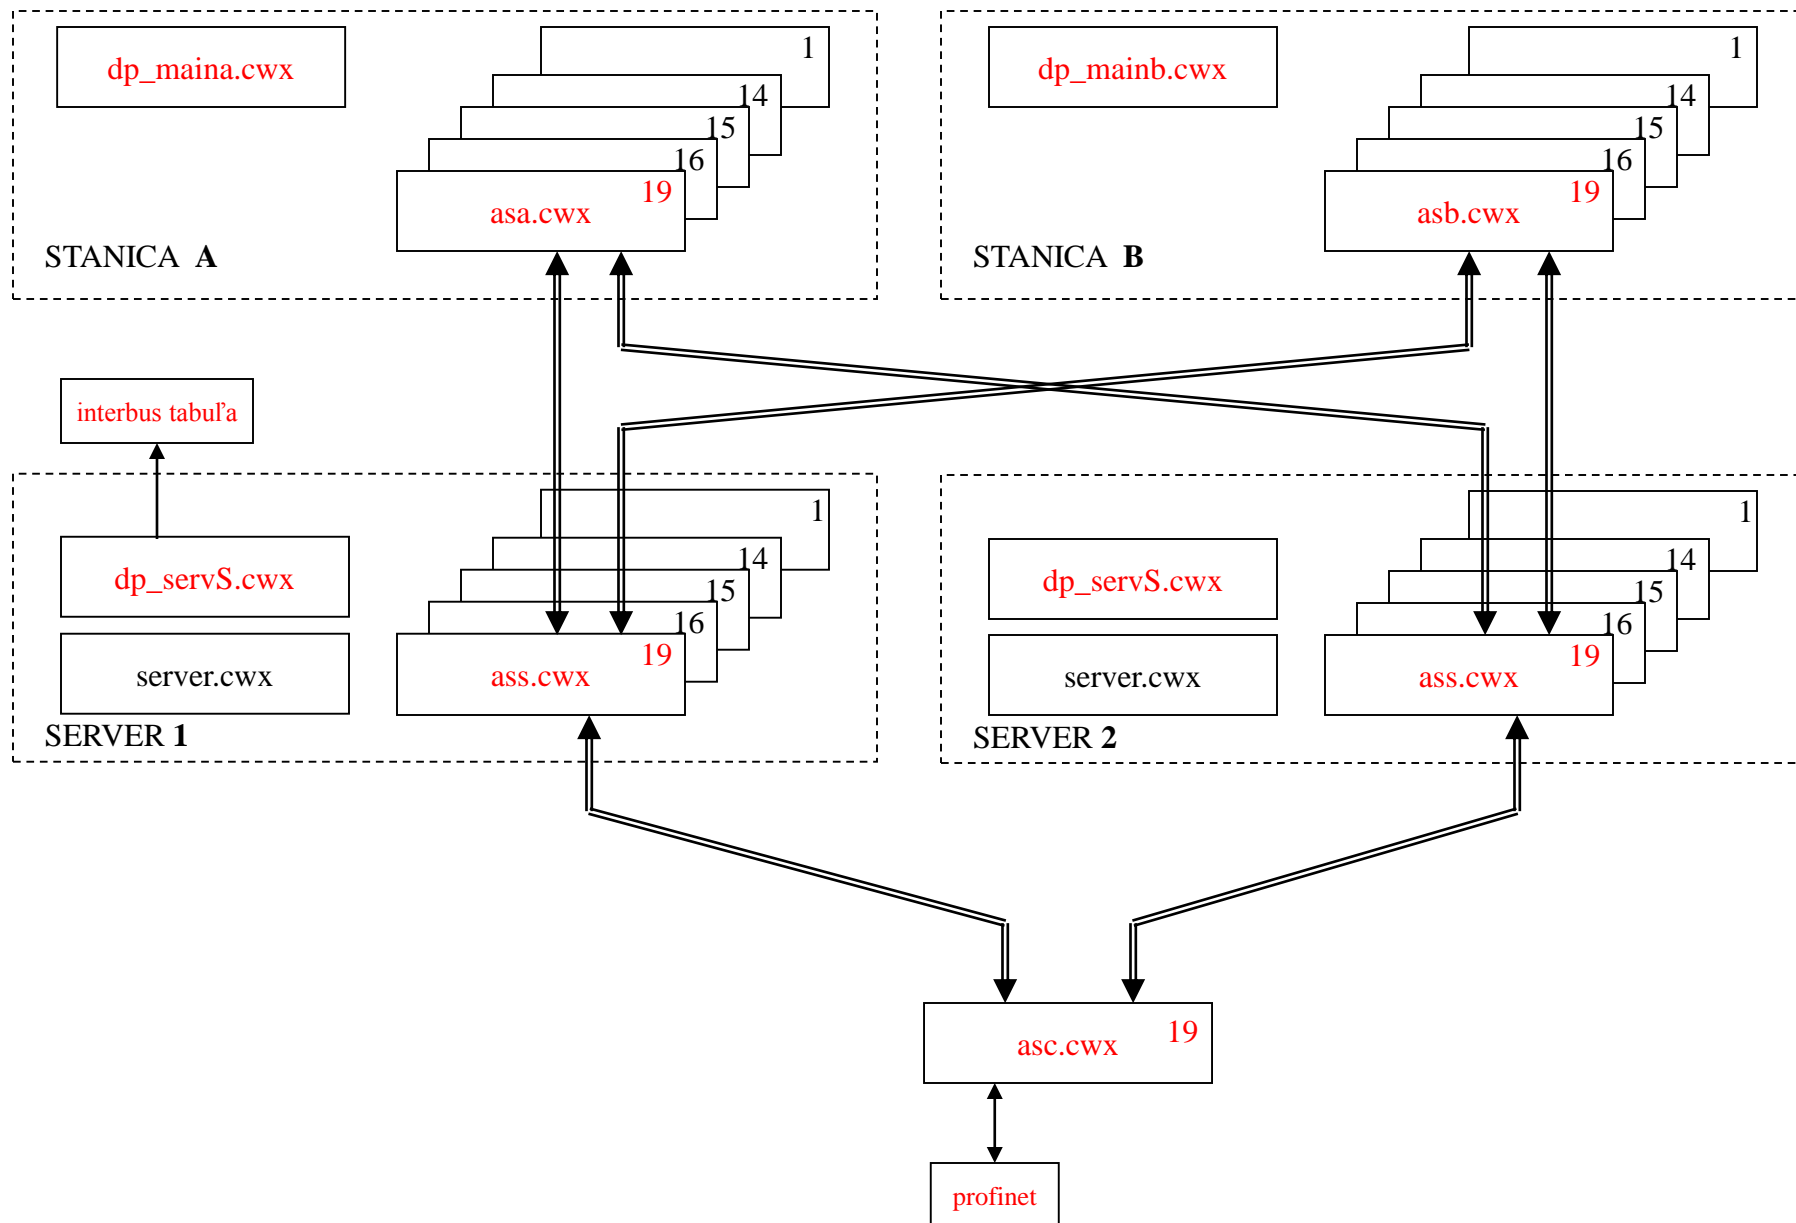 dp_maina.cwx
1
14
15
16
19
asa.cwx
STANICA A
dp_mainb.cwx
1
14
15
16
19
asb.cwx
STANICA B
interbus tabuľa
dp_servS.cwx
server.cwx
1
14
15
16
19
ass.cwx
SERVER 1
dp_servS.cwx
server.cwx
1
14
15
16
19
ass.cwx
SERVER 2
19
asc.cwx
profinet